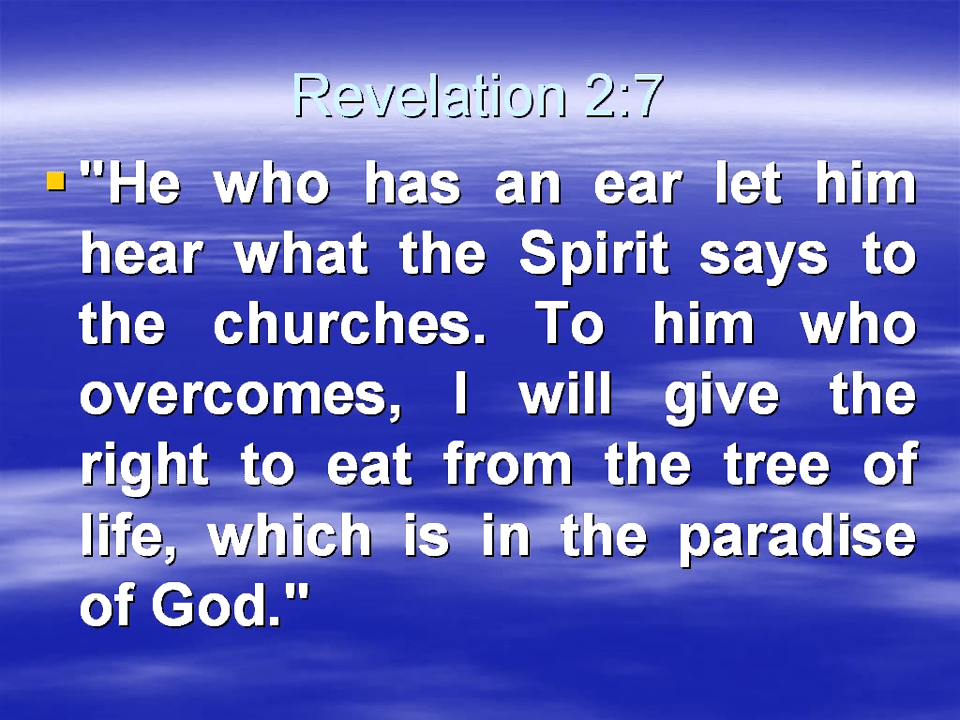 Revelation 2:7
"He who has an ear let him
hear what the Spirit says to
the churches. To him who
overcomes, I will give the
right to eat from the tree of
life, which is in the paradise
of God."